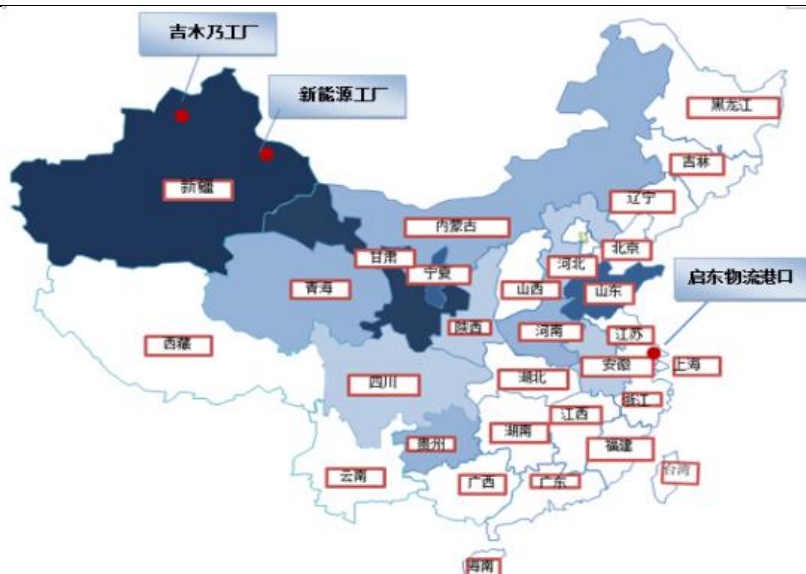 吉木乃工厂
新能源工厂
黑龙江
吉林
辽宁
新疆
内蒙古
北京
甘肃
宁夏
河北
启东物流港口
青海
山西
山东
陕西
河南
江苏
西藏
安徽
上海
四川
湖北
浙江
江西
贵州
湖南
福建
云南
广西
广东
台湾
海南